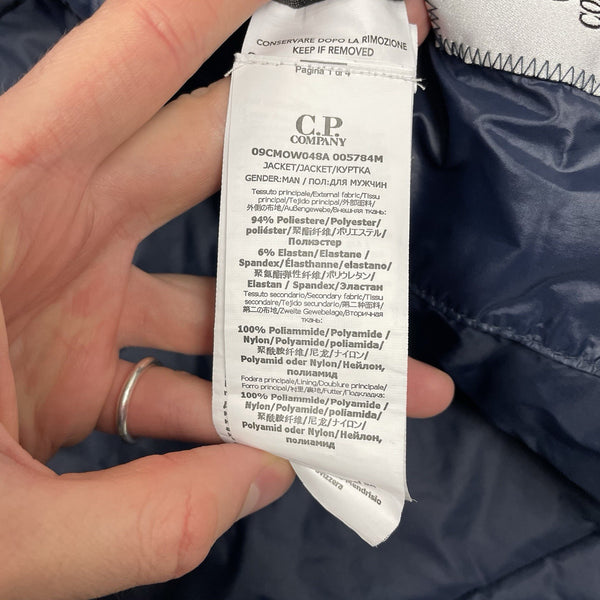 CONSERVARE DOPO LA RIMOZIONE
KEEP IF REMOVED
Pagina 1 di 4
C.P.
COMPANY
09CMOW048A 005784M
JACKET/JACKET/КУРТКА
GENDER:MAN / ПОЛ:ДЛЯ МУЖЧИН
Tessuto principale/External fabric/Tissu
principal/Tejido principal/外部面料/
外側の布地/Außengewebe/Внешняя ткань:
94% Poliestere/Polyester/
poliéster/聚酯纤维/ポリエステル/
Полиэстер
6% Elastan/Elastane /
Spandex/Élasthanne/elastano/
聚氨酯弹性纤维/ポリウレタン/
Elastan / Spandex/Эластан
Tessuto secondario/Secondary fabric/Tissu
secondaire/Tejido secundario/第二种面料/
第二の布地/Zweite Gewebelage/Вторичная
ткань:
100% Poliammide/Polyamide /
Nylon/Polyamide/poliamida/
聚酰胺纤维/尼龙/ナイロン/
Polyamid oder Nylon/Нейлон,
полиамид
Fodera principale/Lining/Doublure principale/
Forro principal/衬里/裏地/Futter/Подкладка:
100% Poliammide/Polyamide /
Nylon/Polyamide/poliamida/
聚酰胺纤维/尼龙/ナイロン/
Polyamid oder Nylon/Нейлон,
полиамид
Mendrisio
Svizzera